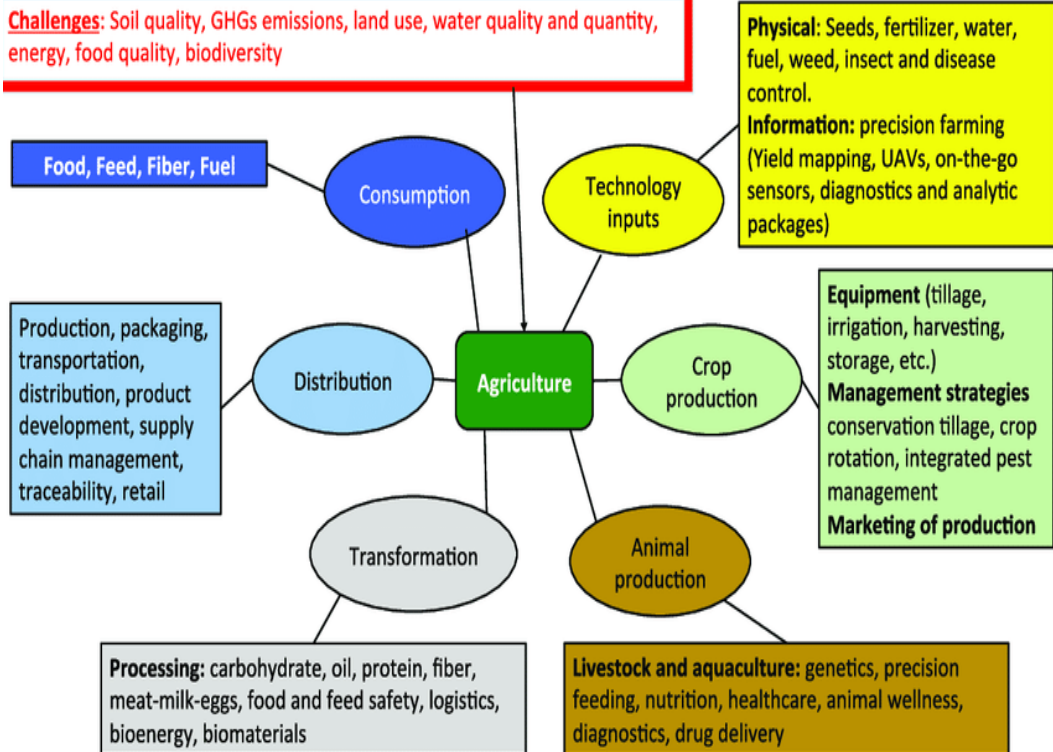 Challenges: Soil quality, GHGs emissions, land use, water quality and quantity,
energy, food quality, biodiversity
Physical: Seeds, fertilizer, water,
fuel, weed, insect and disease
control.
Information: precision farming
(Yield mapping, UAVs, on-the-go
sensors, diagnostics and analytic
packages)
Food, Feed, Fiber, Fuel
Consumption
Technology
inputs
Production, packaging,
transportation,
distribution, product
development, supply
chain management,
traceability, retail
Distribution
Agriculture
Crop
production
Equipment (tillage,
irrigation, harvesting,
storage, etc.)
Management strategies
conservation tillage, crop
rotation, integrated pest
management
Marketing of production
Transformation
Animal
production
Processing: carbohydrate, oil, protein, fiber,
meat-milk-eggs, food and feed safety, logistics,
bioenergy, biomaterials
Livestock and aquaculture: genetics, precision
feeding, nutrition, healthcare, animal wellness,
diagnostics, drug delivery